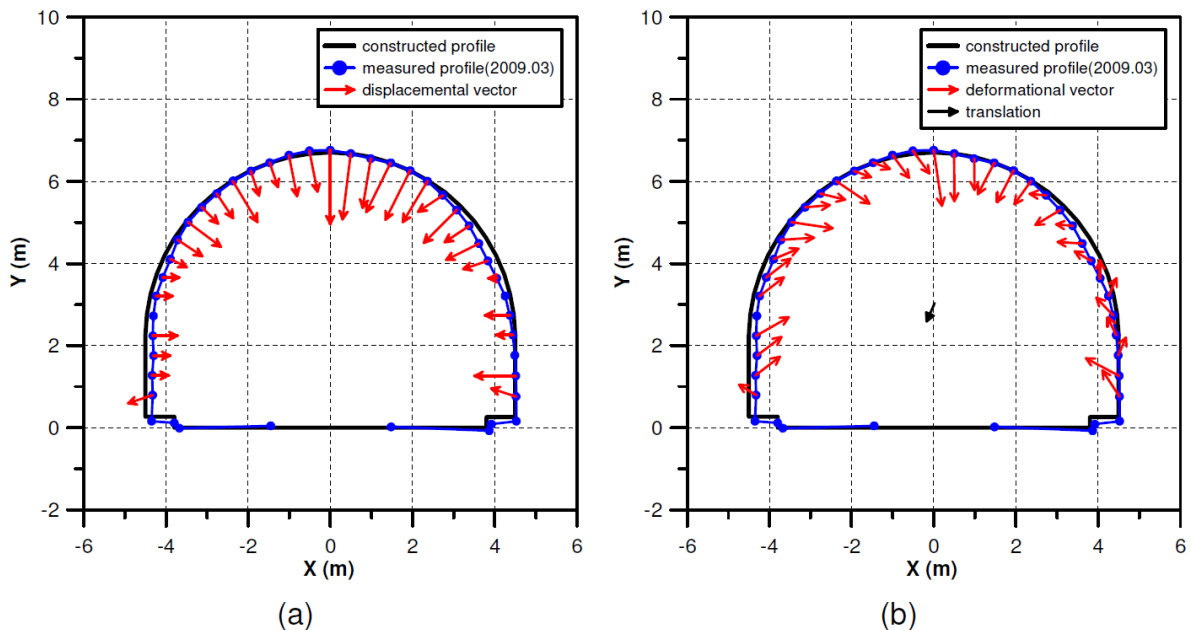 10
8
6
4
2
0
-2
Y (m)
-6 -4 -2 0 2 4 6
X (m)
constructed profile
measured profile(2009.03)
displacemental vector
(a)
10
8
6
4
2
0
-2
Y (m)
-6 -4 -2 0 2 4 6
X (m)
constructed profile
measured profile(2009.03)
deformational vector
translation
(b)